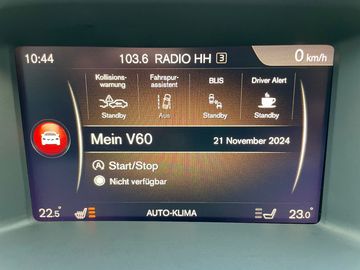 10:44 103.6 RADIO HH 3 0 km/h
Kollisions-
warnung
Standby
Fahrspur-
assistent
Aus
BLIS
Standby
Driver Alert
Standby
Mein V60 21 November 2024
A Start/Stop
Nicht verfügbar
22.5° AUTO-KLIMA 23.0°